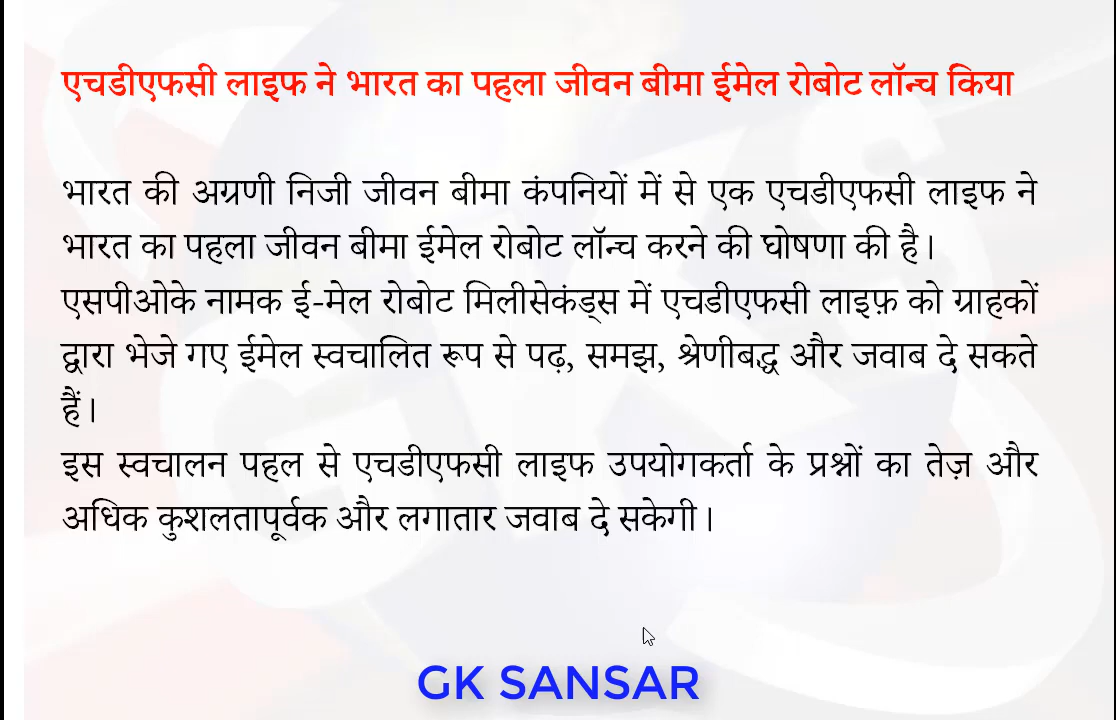 एचडीएफसी लाइफ ने भारत का पहला जीवन बीमा ईमेल रोबोट लॉन्च किया
भारत की अग्रणी निजी जीवन बीमा कंपनियों में से एक एचडीएफसी लाइफ ने
भारत का पहला जीवन बीमा ईमेल रोबोट लॉन्च करने की घोषणा की है।
एसपीओके नामक ई-मेल रोबोट मिलीसेकंड्स में एचडीएफसी लाइफ़ को ग्राहकों
द्वारा भेजे गए ईमेल स्वचालित रूप से पढ़, समझ, श्रेणीबद्ध और जवाब दे सकते
हैं।
इस स्वचालन पहल से एचडीएफसी लाइफ उपयोगकर्ता के प्रश्नों का तेज़ और
अधिक कुशलतापूर्वक और लगातार जवाब दे सकेगी।
GK SANSAR